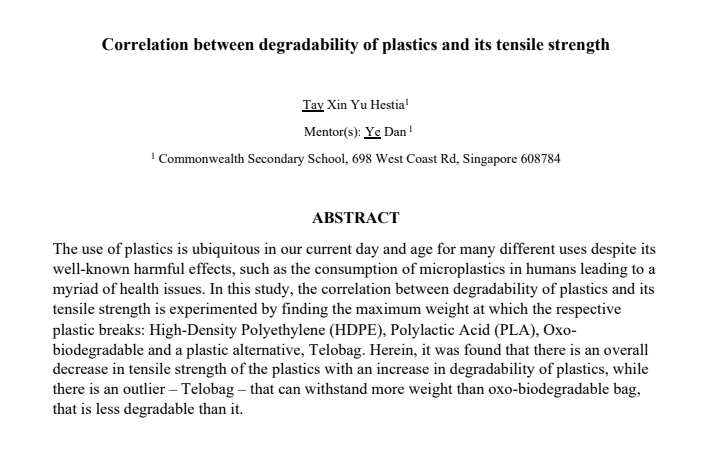 Correlation between degradability of plastics and its tensile strength
Tay Xin Yu Hestia¹
Mentor(s): Ye Dan ¹
¹ Commonwealth Secondary School, 698 West Coast Rd, Singapore 608784
ABSTRACT
The use of plastics is ubiquitous in our current day and age for many different uses despite its
well-known harmful effects, such as the consumption of microplastics in humans leading to a
myriad of health issues. In this study, the correlation between degradability of plastics and its
tensile strength is experimented by finding the maximum weight at which the respective
plastic breaks: High-Density Polyethylene (HDPE), Polylactic Acid (PLA), Oxo-
biodegradable and a plastic alternative, Telobag. Herein, it was found that there is an overall
decrease in tensile strength of the plastics with an increase in degradability of plastics, while
there is an outlier – Telobag – that can withstand more weight than oxo-biodegradable bag,
that is less degradable than it.